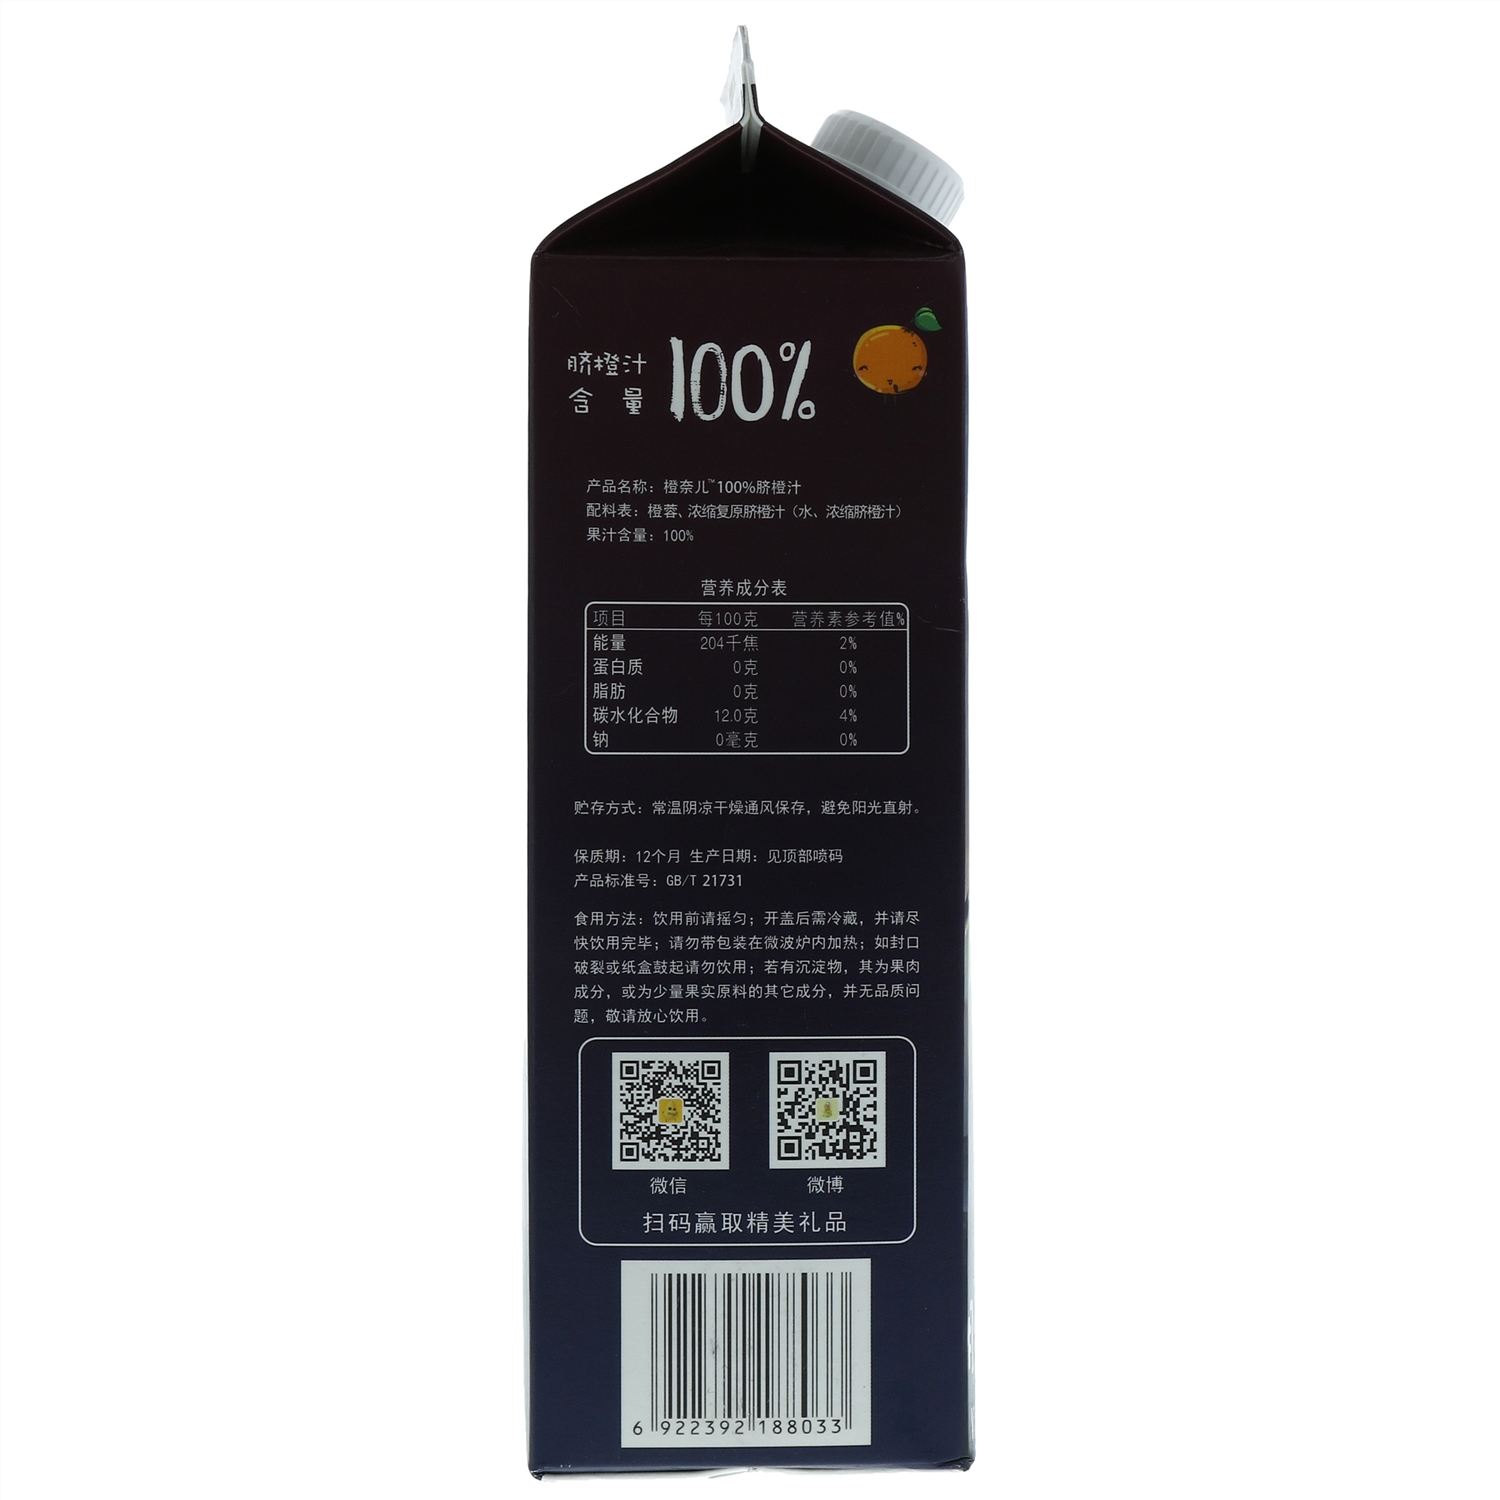 脐橙汁
含量 100%
产品名称：橙奈儿™100%脐橙汁
配料表：橙蓉、浓缩复原脐橙汁（水、浓缩脐橙汁）
果汁含量：100%
营养成分表
项目 每100克 营养素参考值%
能量 204千焦 2%
蛋白质 0克 0%
脂肪 0克 0%
碳水化合物 12.0克 4%
钠 0毫克 0%
贮存方式：常温阴凉干燥通风保存，避免阳光直射。
保质期：12个月 生产日期：见顶部喷码
产品标准号：GB/T 21731
食用方法：饮用前请摇匀；开盖后需冷藏，并请尽
快饮用完毕；请勿带包装在微波炉内加热；如封口
破裂或纸盒鼓起请勿饮用；若有沉淀物，其为果肉
成分，或为少量果实原料的其它成分，并无品质问
题，敬请放心饮用。
微信 微博
扫码赢取精美礼品
6 922392 188033